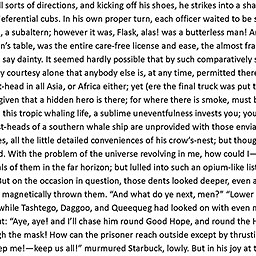 ll sorts of directions, and kicking off his shoes, he strikes into a sha
eferential cubs. In his own proper turn, each officer waited to be s
, a subaltern; however it was, Flask, alas! was a butterless man! Ar
n's table, was the entire care-free license and ease, the almost fra
say dainty. It seemed hardly possible that by such comparatively s
y courtesy alone that anybody else is, at any time, permitted there
t-head in all Asia, or Africa either; yet (ere the final truck was put t
given that a hidden hero is there; for where there is smoke, must b
this tropic whaling life, a sublime uneventfulness invests you; you
st-heads of a southern whale ship are unprovided with those envia
es, all the little detailed conveniences of his crow's-nest; but thoug
d. With the problem of the universe revolving in me, how could I—
ls of them in the far horizon; but lulled into such an opium-like list
But on the occasion in question, those dents looked deeper, even a
magnetically thrown them. "And what do ye next, men?" "Lower
while Tashtego, Daggoo, and Queequeg had looked on with even m
t: "Aye, aye! and I'll chase him round Good Hope, and round the H
gh the mask! How can the prisoner reach outside except by thrusti
ep me!—keep us all!" murmured Starbuck, lowly. But in his joy at t